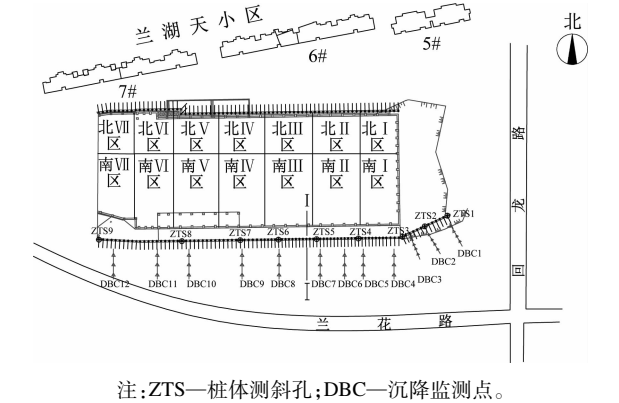 兰湖天小区
北
5#
6#
7#
北Ⅶ区
北Ⅵ区
北Ⅴ区
北Ⅳ区
北Ⅲ区
北Ⅱ区
北Ⅰ区
南Ⅶ区
南Ⅵ区
南Ⅴ区
南Ⅳ区
南Ⅲ区
南Ⅱ区
南Ⅰ区
I
ZTS9
ZTS8
ZTS7
ZTS6
ZTS5
ZTS4
ZTS3
ZTS2
ZTS1
DBC12
DBC11
DBC10
DBC9
DBC8
DBC7
DBC6
DBC5
DBC4
DBC3
DBC2
DBC1
I
回龙路
兰花路
注:ZTS—桩体测斜孔;DBC—沉降监测点。